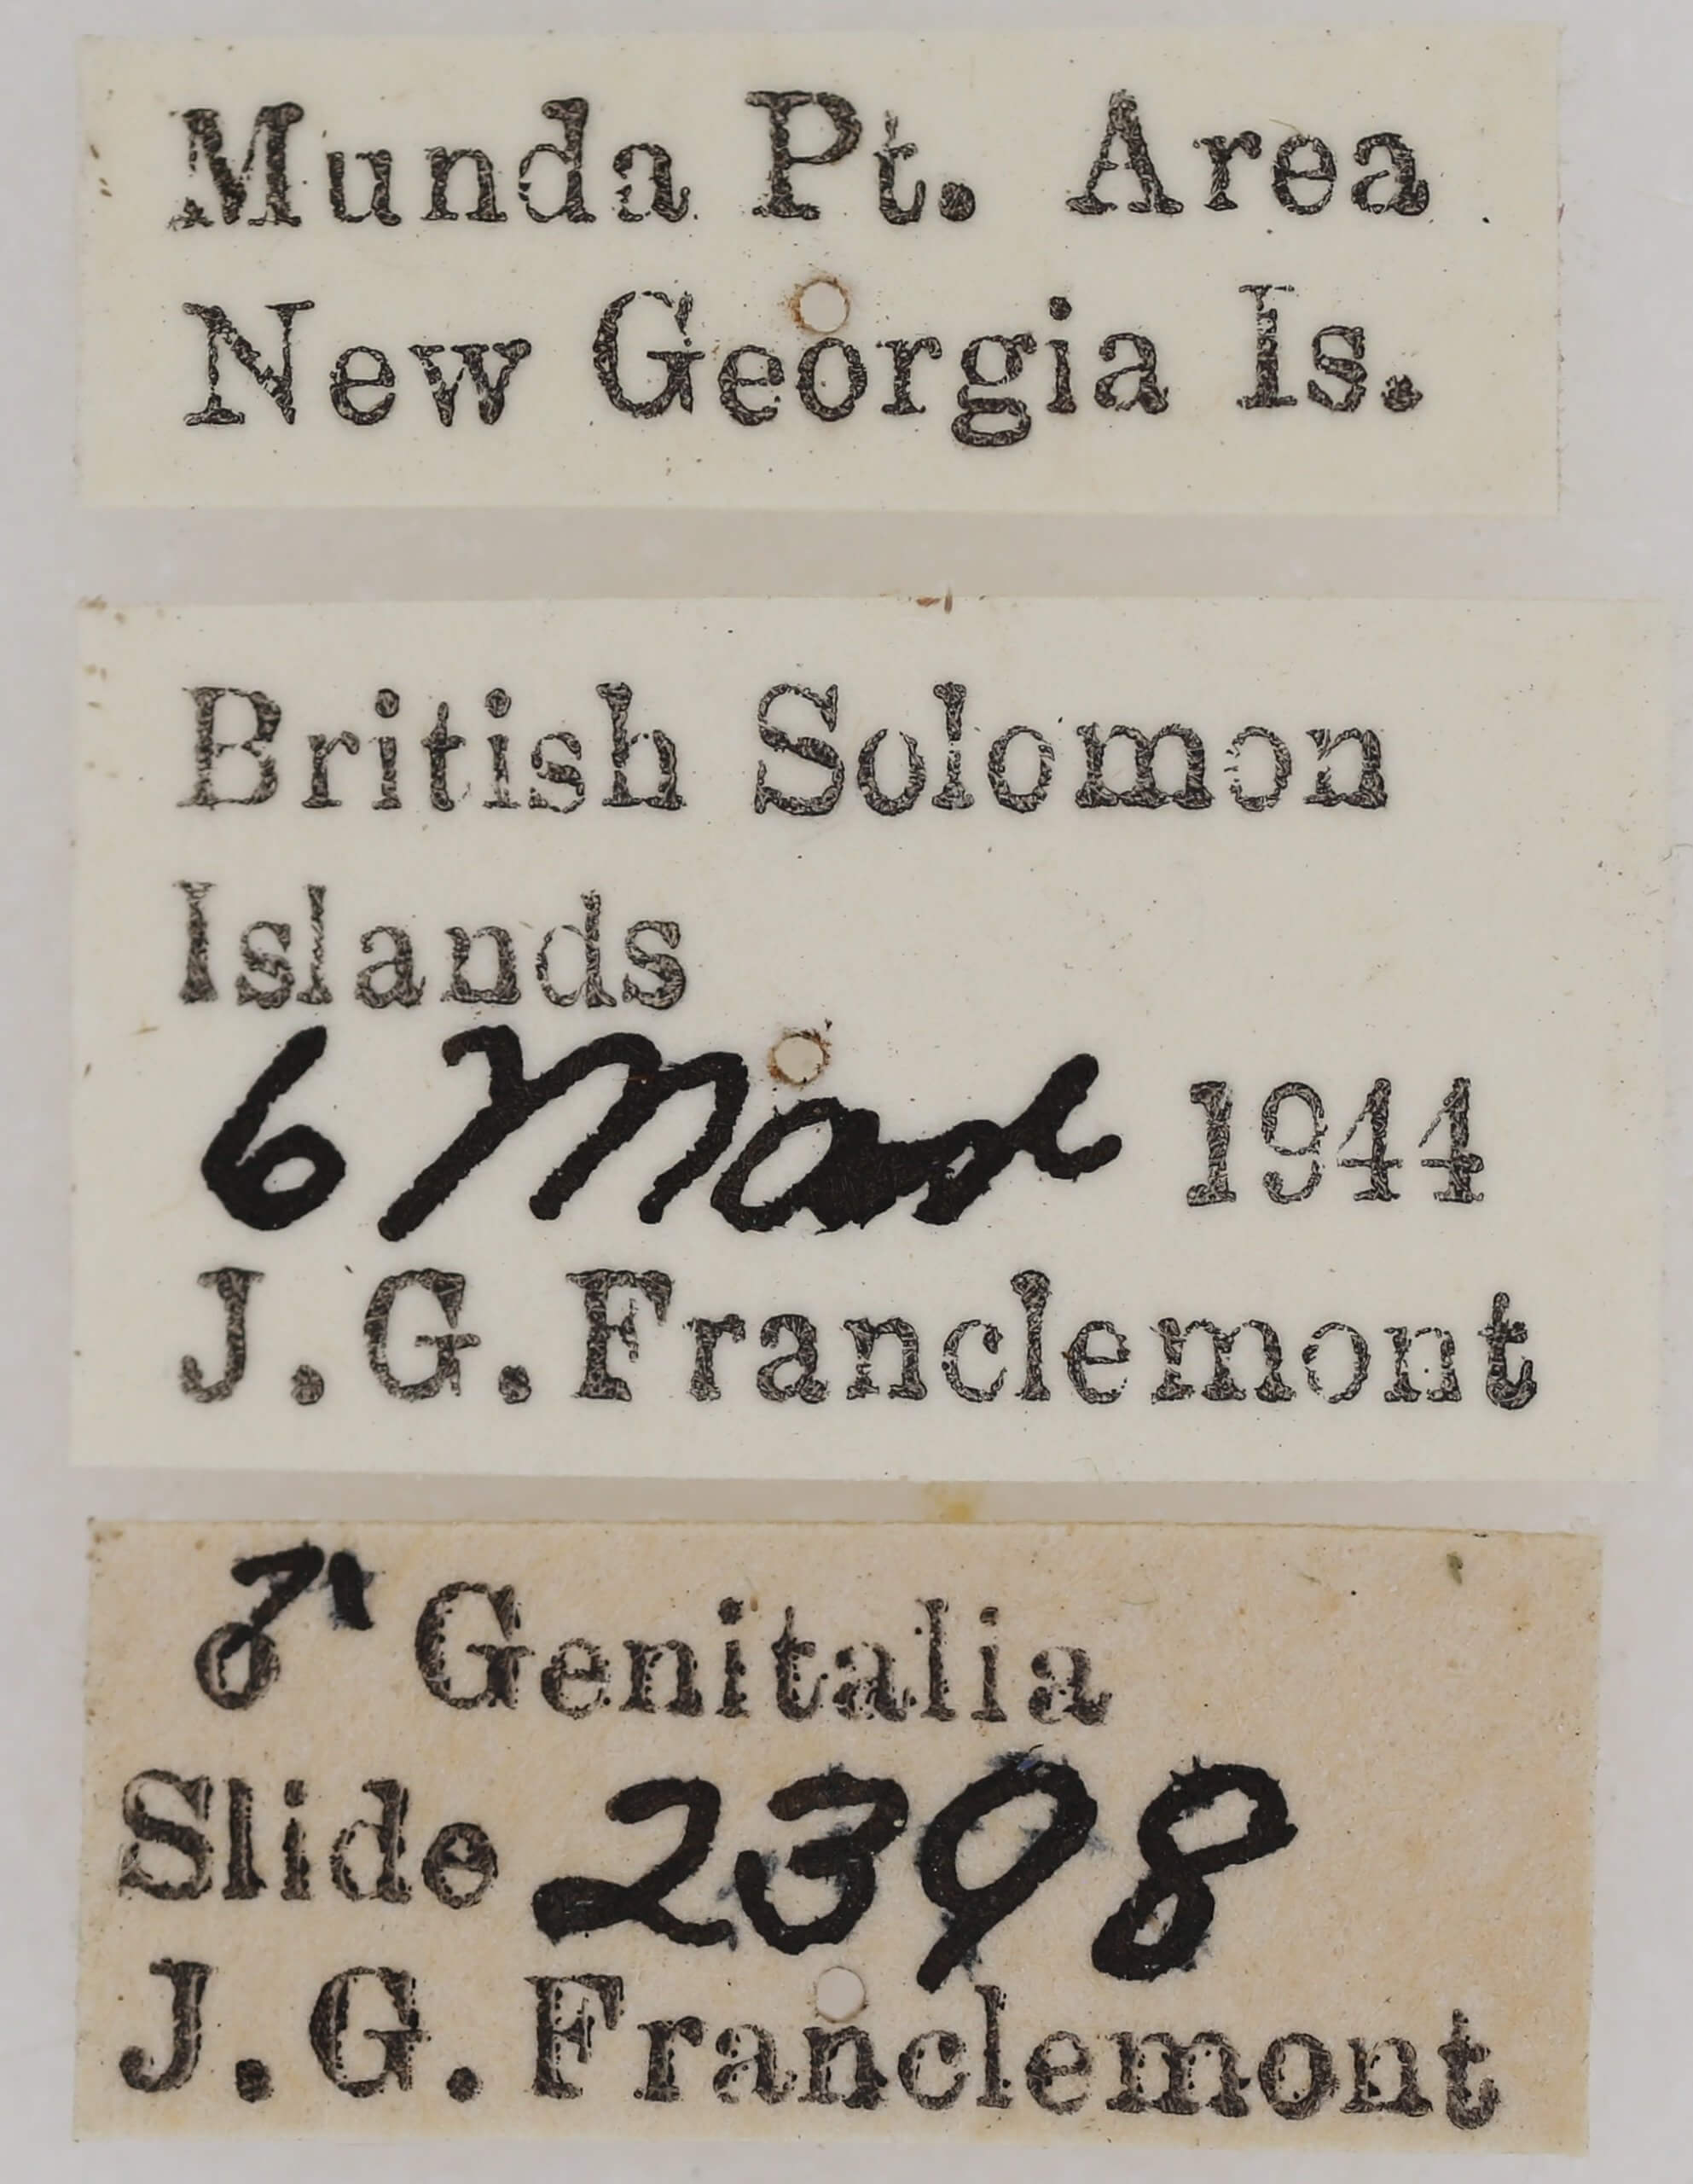 Munda Pt. Area
New Georgia Is.
British Solomon
Islands
6 Mar 1944
J. G. Franclemont
♂ Genitalia
Slide 2398
J. G. Franclemont